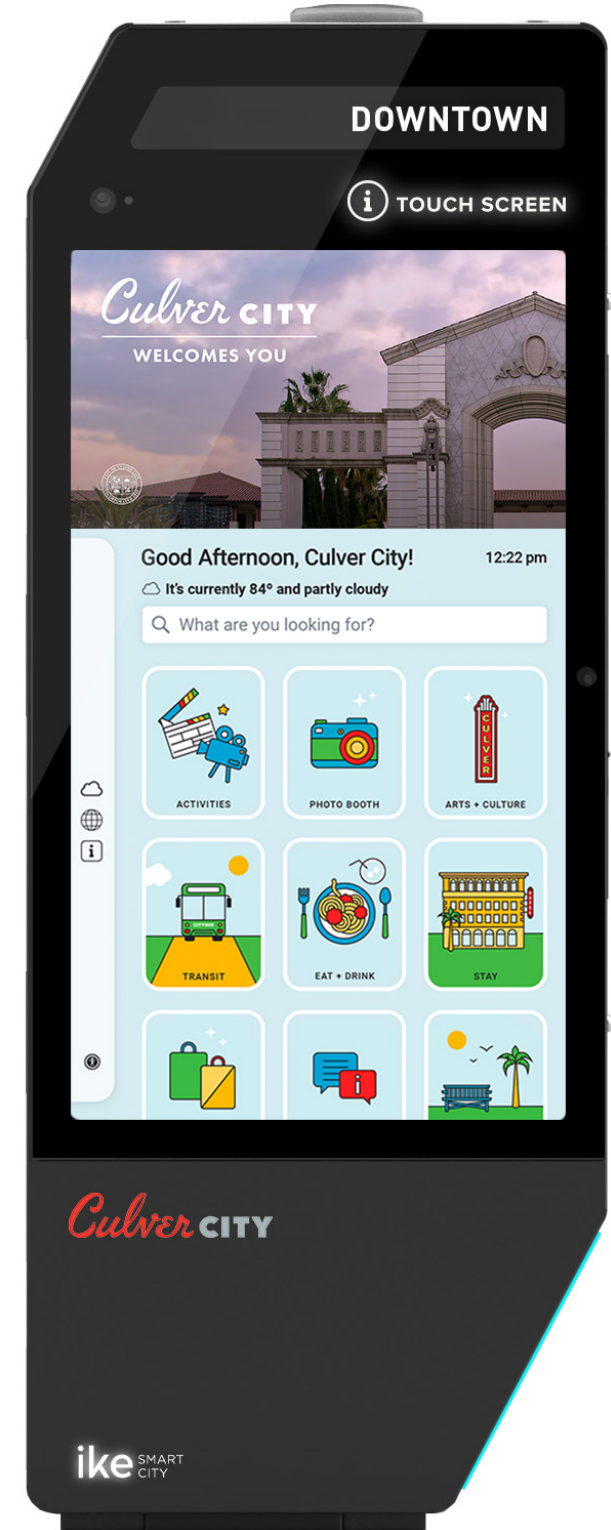 DOWNTOWN
i TOUCH SCREEN
Culver CITY
WELCOMES YOU
Good Afternoon, Culver City!
12:22 pm
It's currently 84° and partly cloudy
What are you looking for?
CULVER
ACTIVITIES
PHOTO BOOTH
ARTS + CULTURE
CITYBUS
TRANSIT
EAT + DRINK
STAY
i
i
Culver CITY
ike SMART
CITY